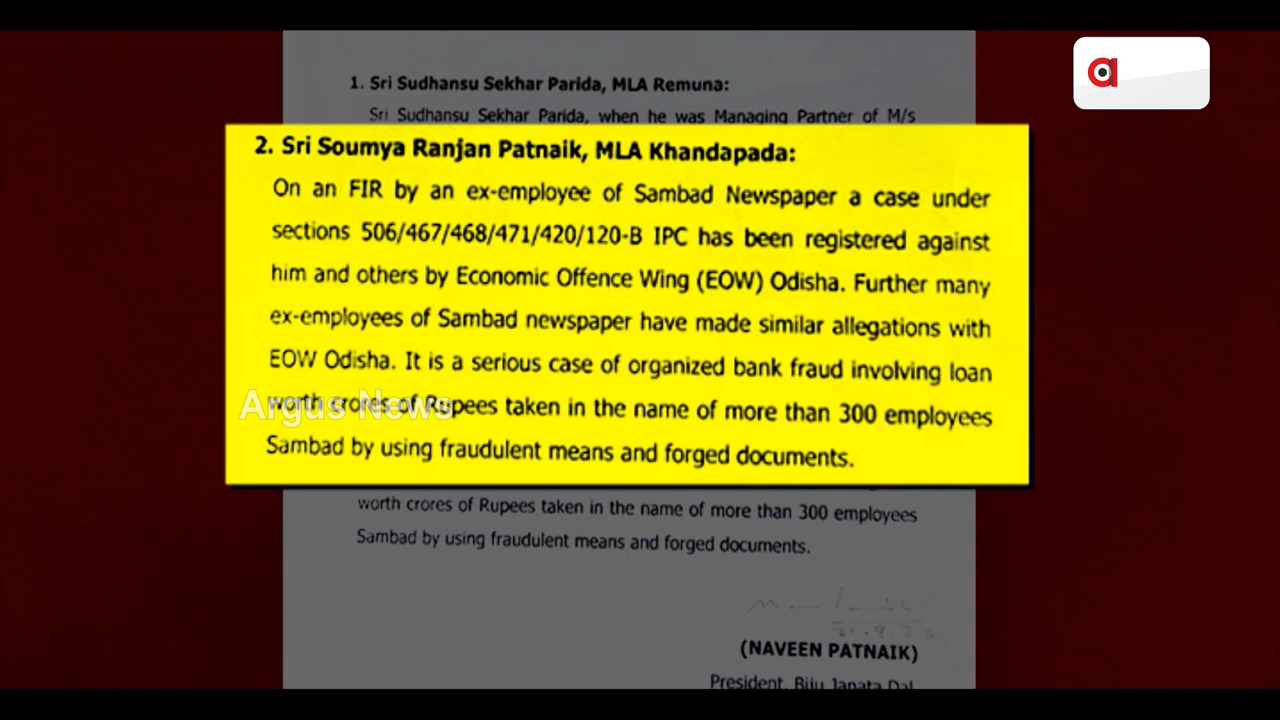 1. Sri Sudhansu Sekhar Parida, MLA Remuna:
Sri Sudhansu Sekhar Parida, when he was Managing Partner of M/s
2. Sri Soumya Ranjan Patnaik, MLA Khandapada:
On an FIR by an ex-employee of Sambad Newspaper a case under
sections 506/467/468/471/420/120-B IPC has been registered against
him and others by Economic Offence Wing (EOW) Odisha. Further many
ex-employees of Sambad newspaper have made similar allegations with
EOW Odisha. It is a serious case of organized bank fraud involving loan
worth crores of Rupees taken in the name of more than 300 employees
Argus News
Sambad by using fraudulent means and forged documents.
worth crores of Rupees taken in the name of more than 300 employees
Sambad by using fraudulent means and forged documents.
(NAVEEN PATNAIK)
President, Biju Janata Dal